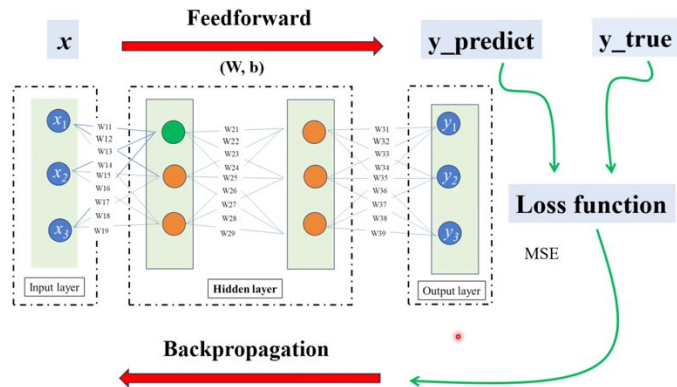 Feedforward
x
y_predict
y_true
(W, b)
x1
x2
x3
W11
W12
W13
W14
W15
W16
W17
W18
W19
W21
W22
W23
W24
W25
W26
W27
W28
W29
W31
W32
W33
W34
W35
W36
W37
W38
W39
y1
y2
y3
Loss function
MSE
Input layer
Hidden layer
Output layer
Backpropagation